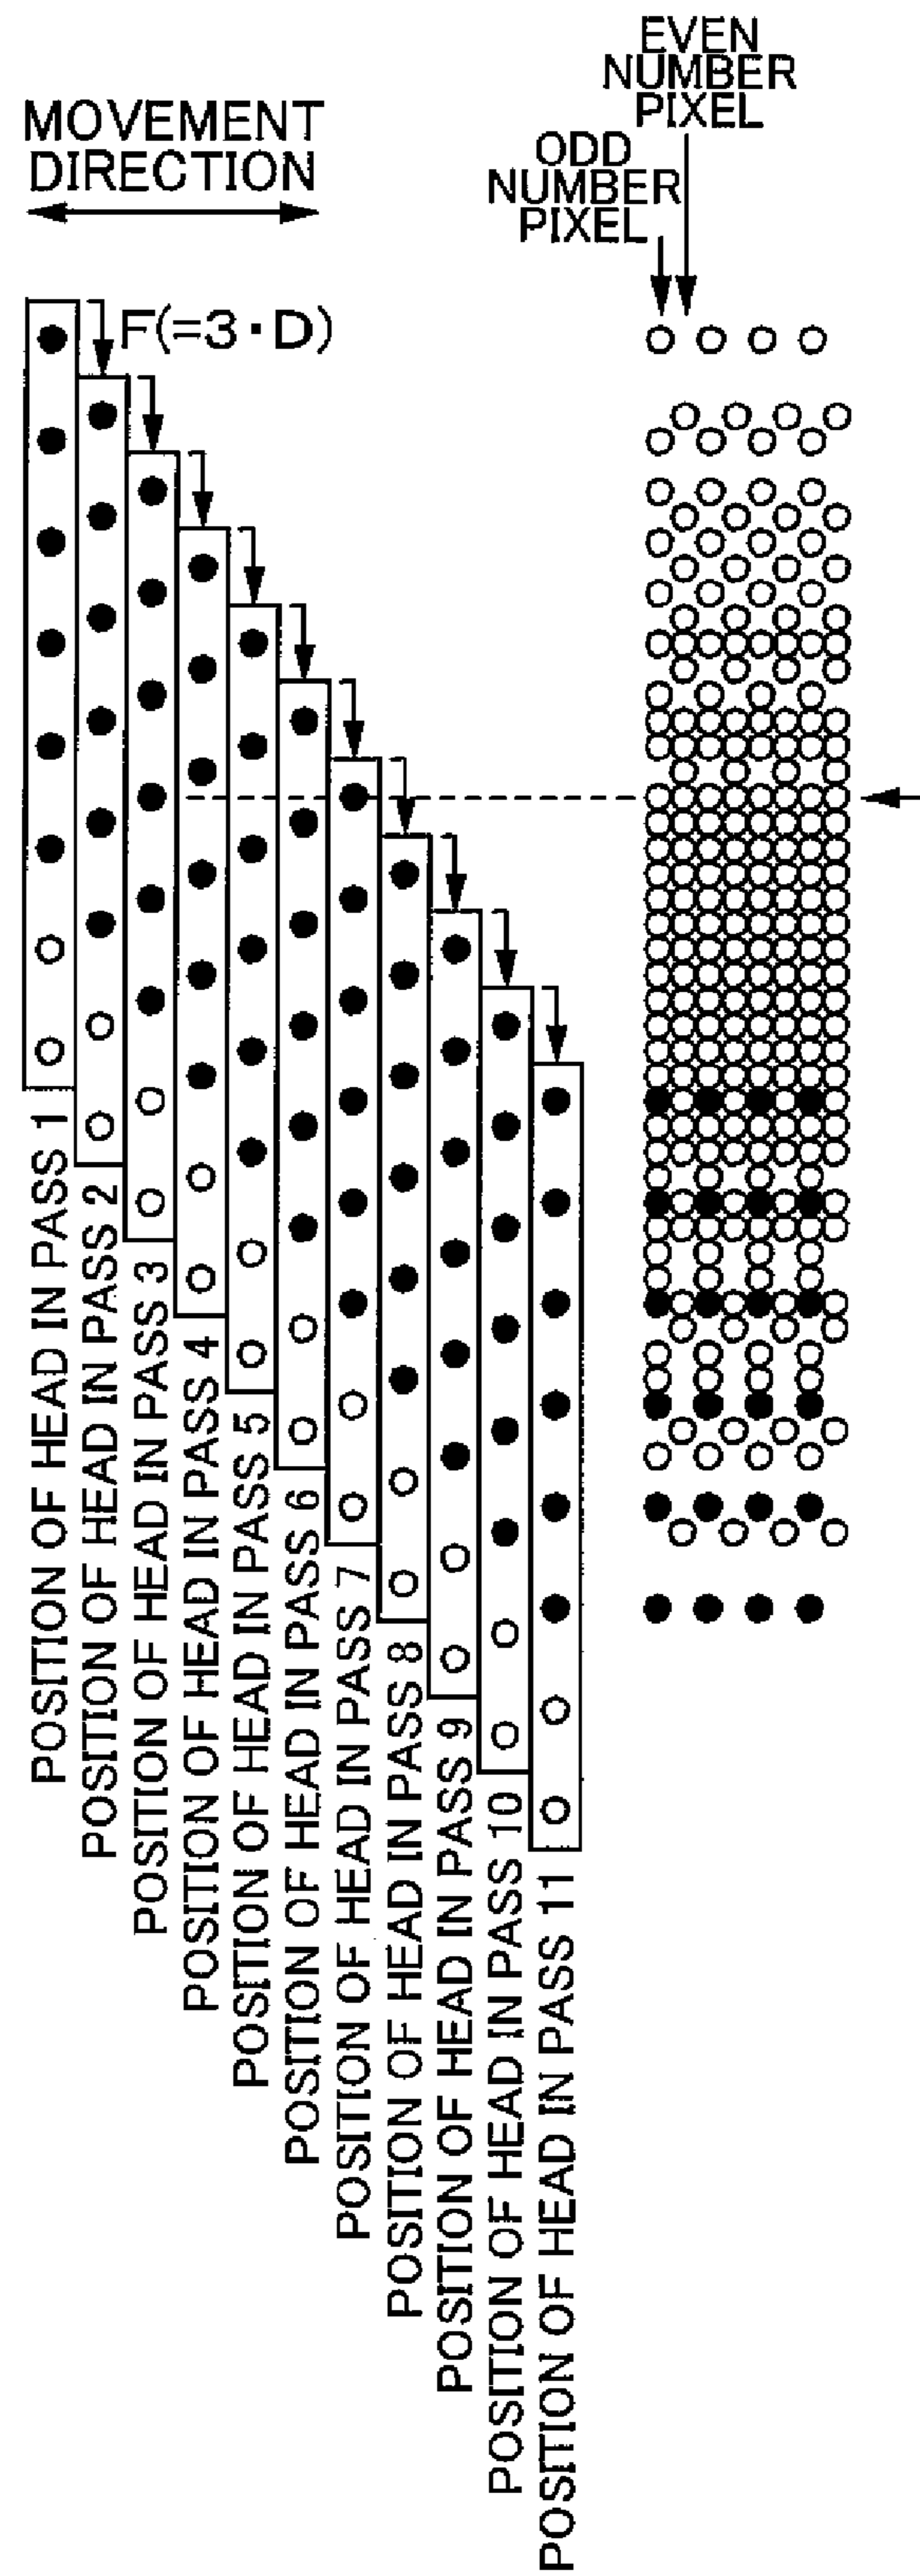 EVEN
NUMBER
PIXEL
MOVEMENT
DIRECTION
ODD
NUMBER
PIXEL
F(=3・D)
POSITION OF HEAD IN PASS 1
POSITION OF HEAD IN PASS 2
POSITION OF HEAD IN PASS 3
POSITION OF HEAD IN PASS 4
POSITION OF HEAD IN PASS 5
POSITION OF HEAD IN PASS 6
POSITION OF HEAD IN PASS 7
POSITION OF HEAD IN PASS 8
POSITION OF HEAD IN PASS 9
POSITION OF HEAD IN PASS 10
POSITION OF HEAD IN PASS 11